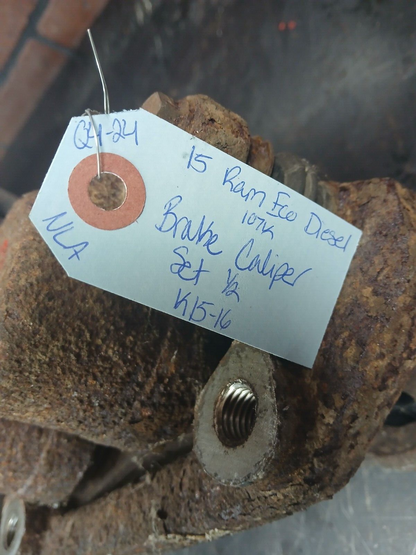 Q4-24
15 Ram Eco Diesel
107K
Brake Caliper
Set 1/2
K15-16
NLA